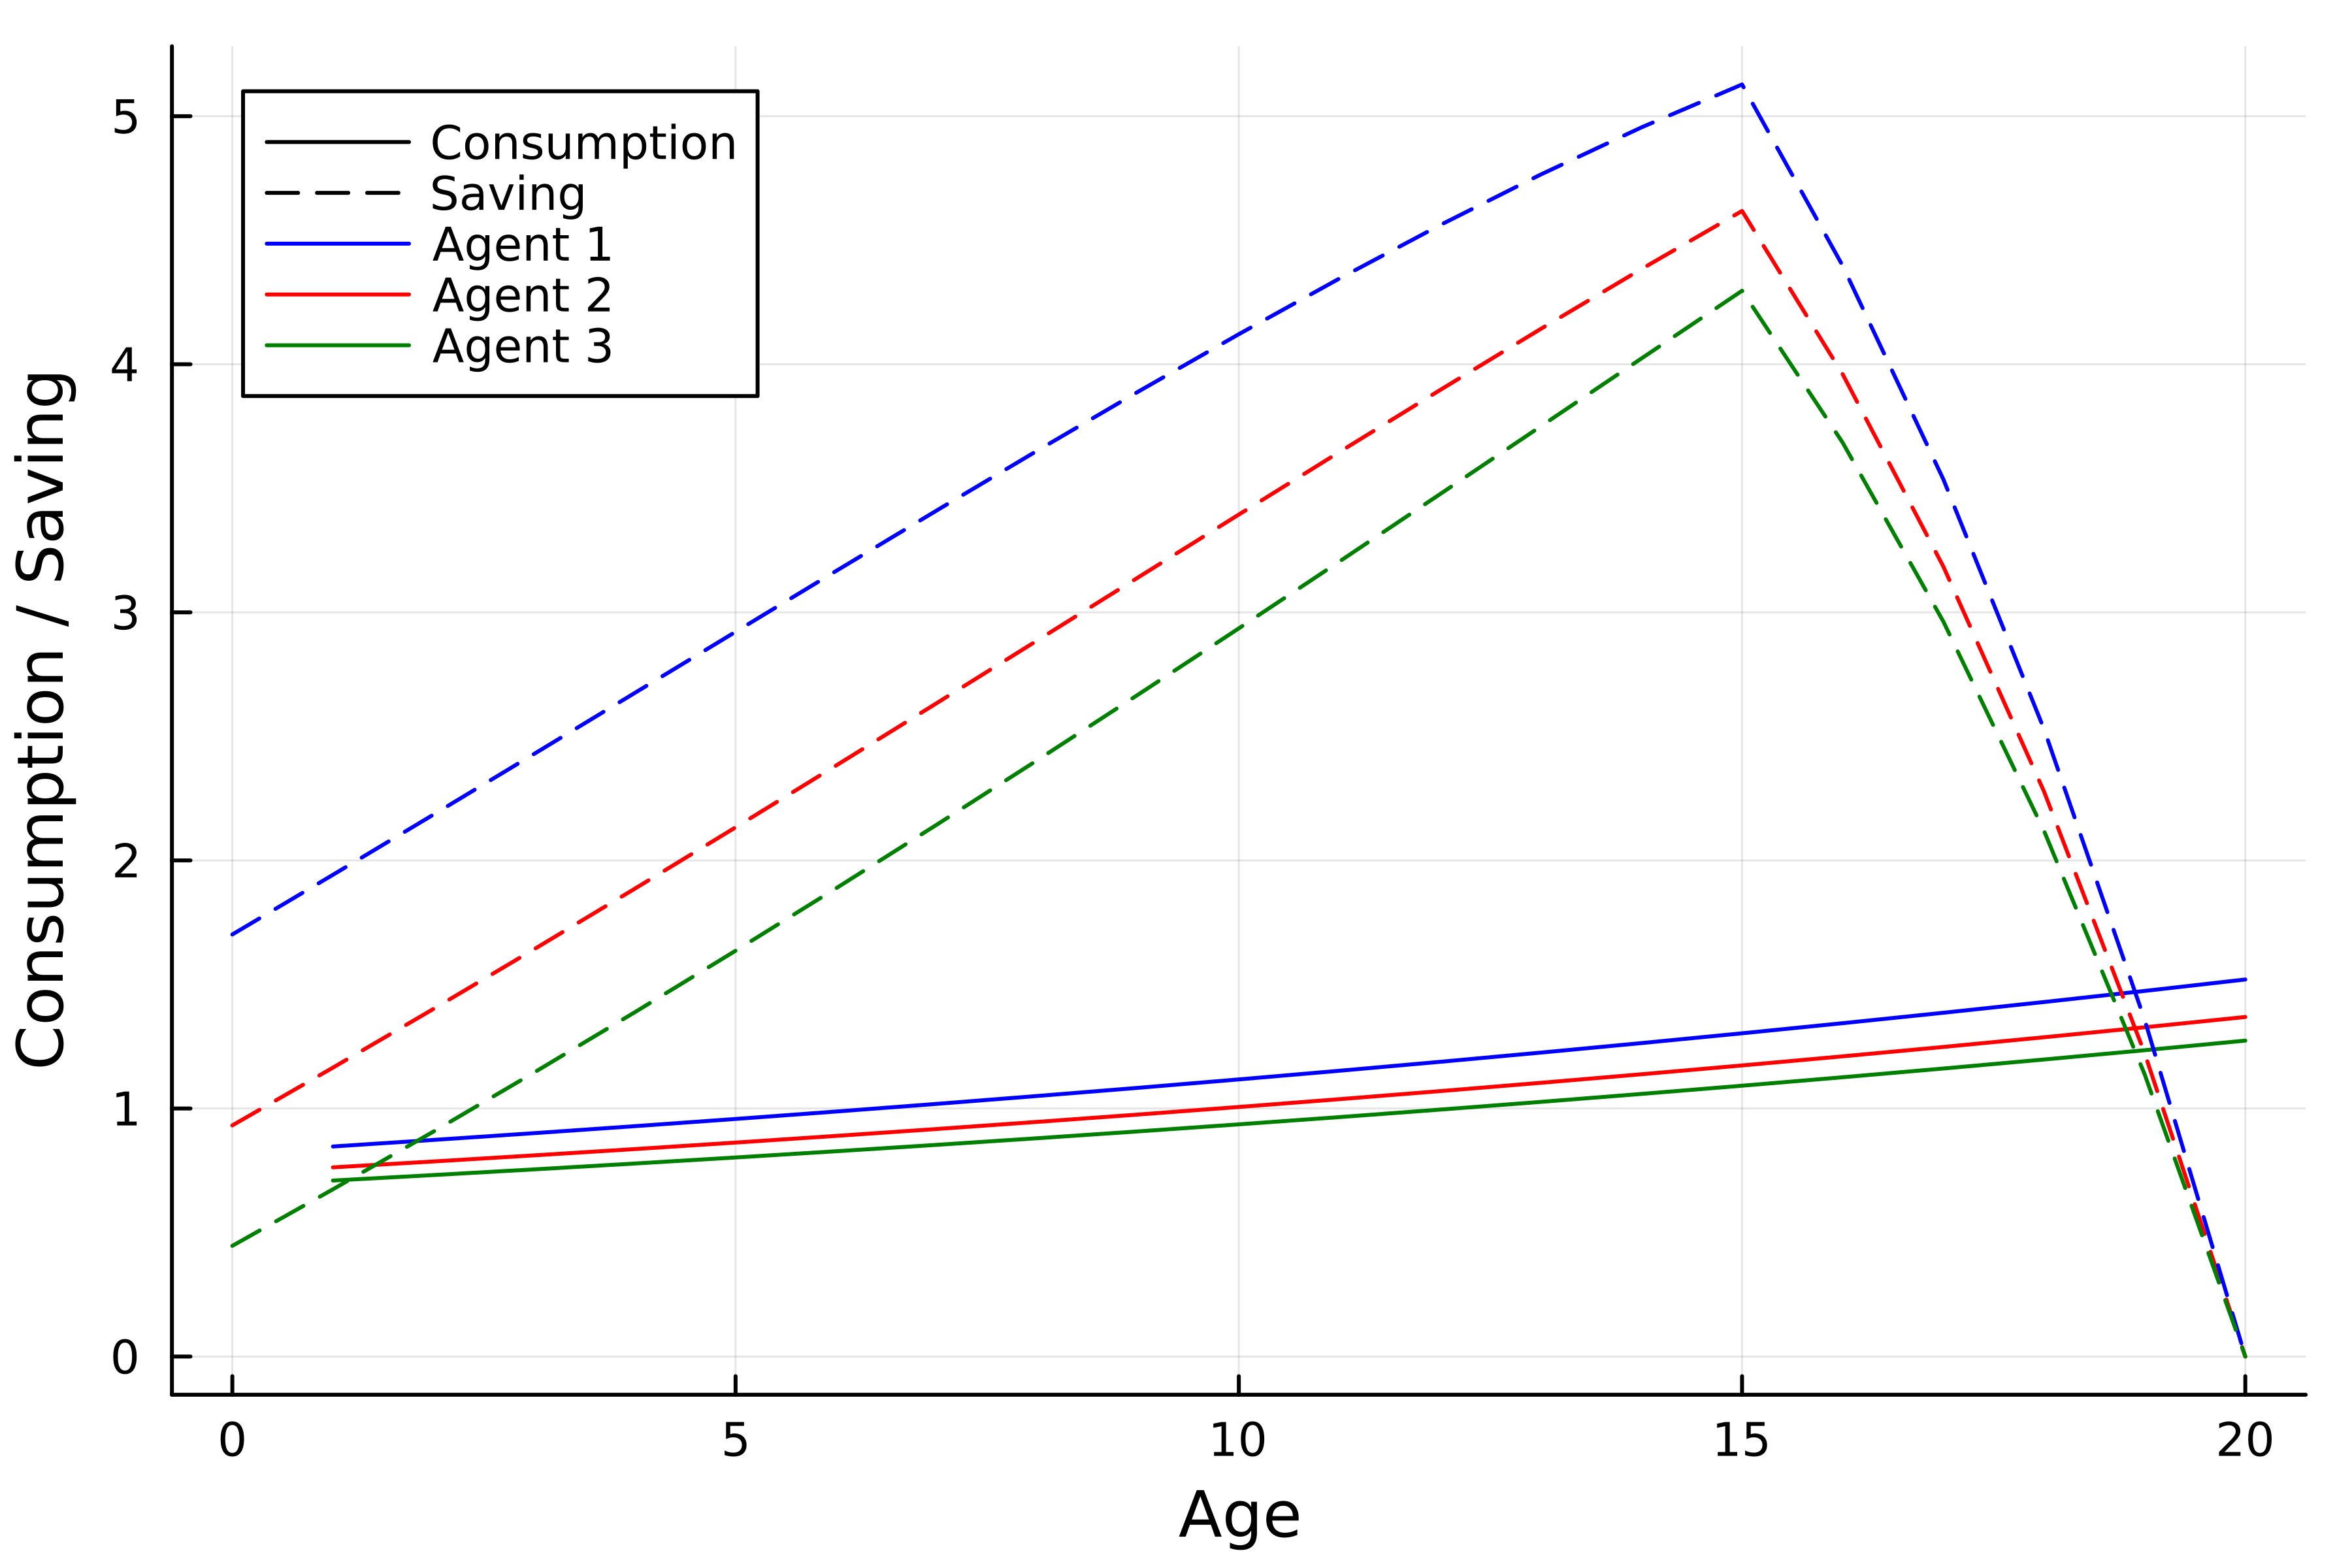 Consumption
Saving
Agent 1
Agent 2
Agent 3
Consumption / Saving
5
4
3
2
1
0
0 5 10 15 20
Age